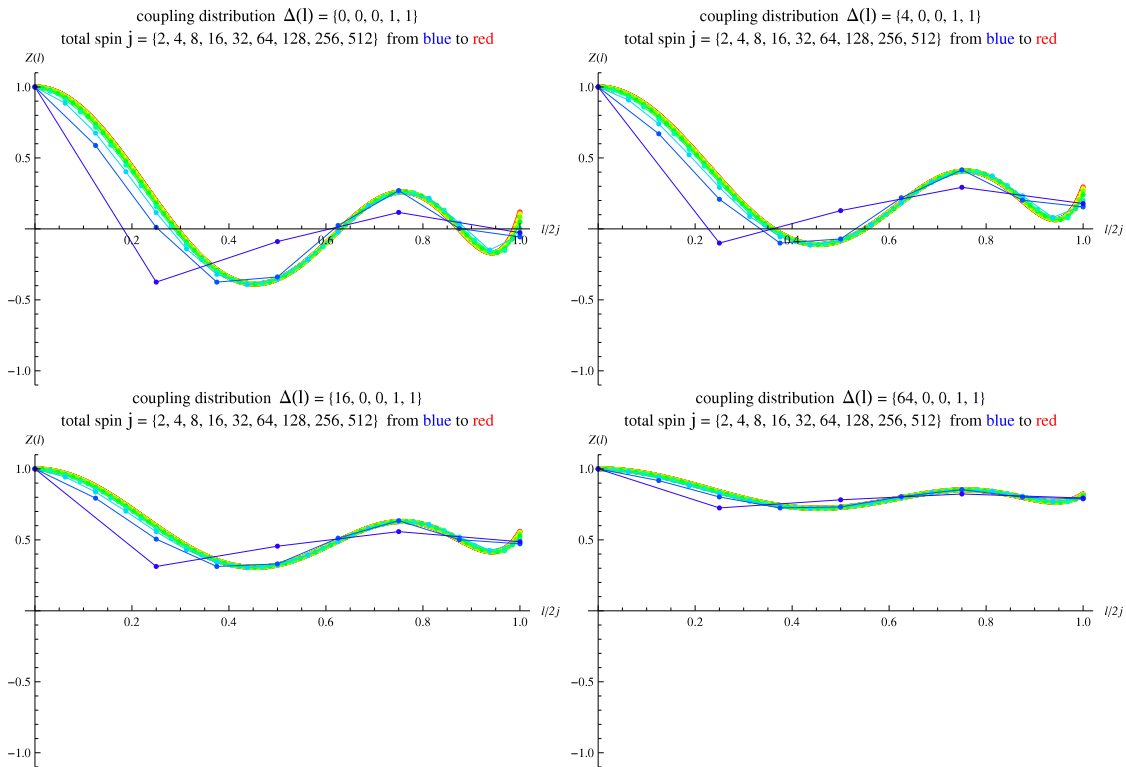 coupling distribution Δ(l) = {0, 0, 0, 1, 1}
total spin j = {2, 4, 8, 16, 32, 64, 128, 256, 512} from blue to red
Z(l)
1.0
0.5
−0.5
−1.0
0.2 0.4 0.6 0.8 1.0
l/2j
coupling distribution Δ(l) = {4, 0, 0, 1, 1}
total spin j = {2, 4, 8, 16, 32, 64, 128, 256, 512} from blue to red
Z(l)
1.0
0.5
−0.5
−1.0
0.2 0.4 0.6 0.8 1.0
l/2j
coupling distribution Δ(l) = {16, 0, 0, 1, 1}
total spin j = {2, 4, 8, 16, 32, 64, 128, 256, 512} from blue to red
Z(l)
1.0
0.5
−0.5
−1.0
0.2 0.4 0.6 0.8 1.0
l/2j
coupling distribution Δ(l) = {64, 0, 0, 1, 1}
total spin j = {2, 4, 8, 16, 32, 64, 128, 256, 512} from blue to red
Z(l)
1.0
0.5
−0.5
−1.0
0.2 0.4 0.6 0.8 1.0
l/2j